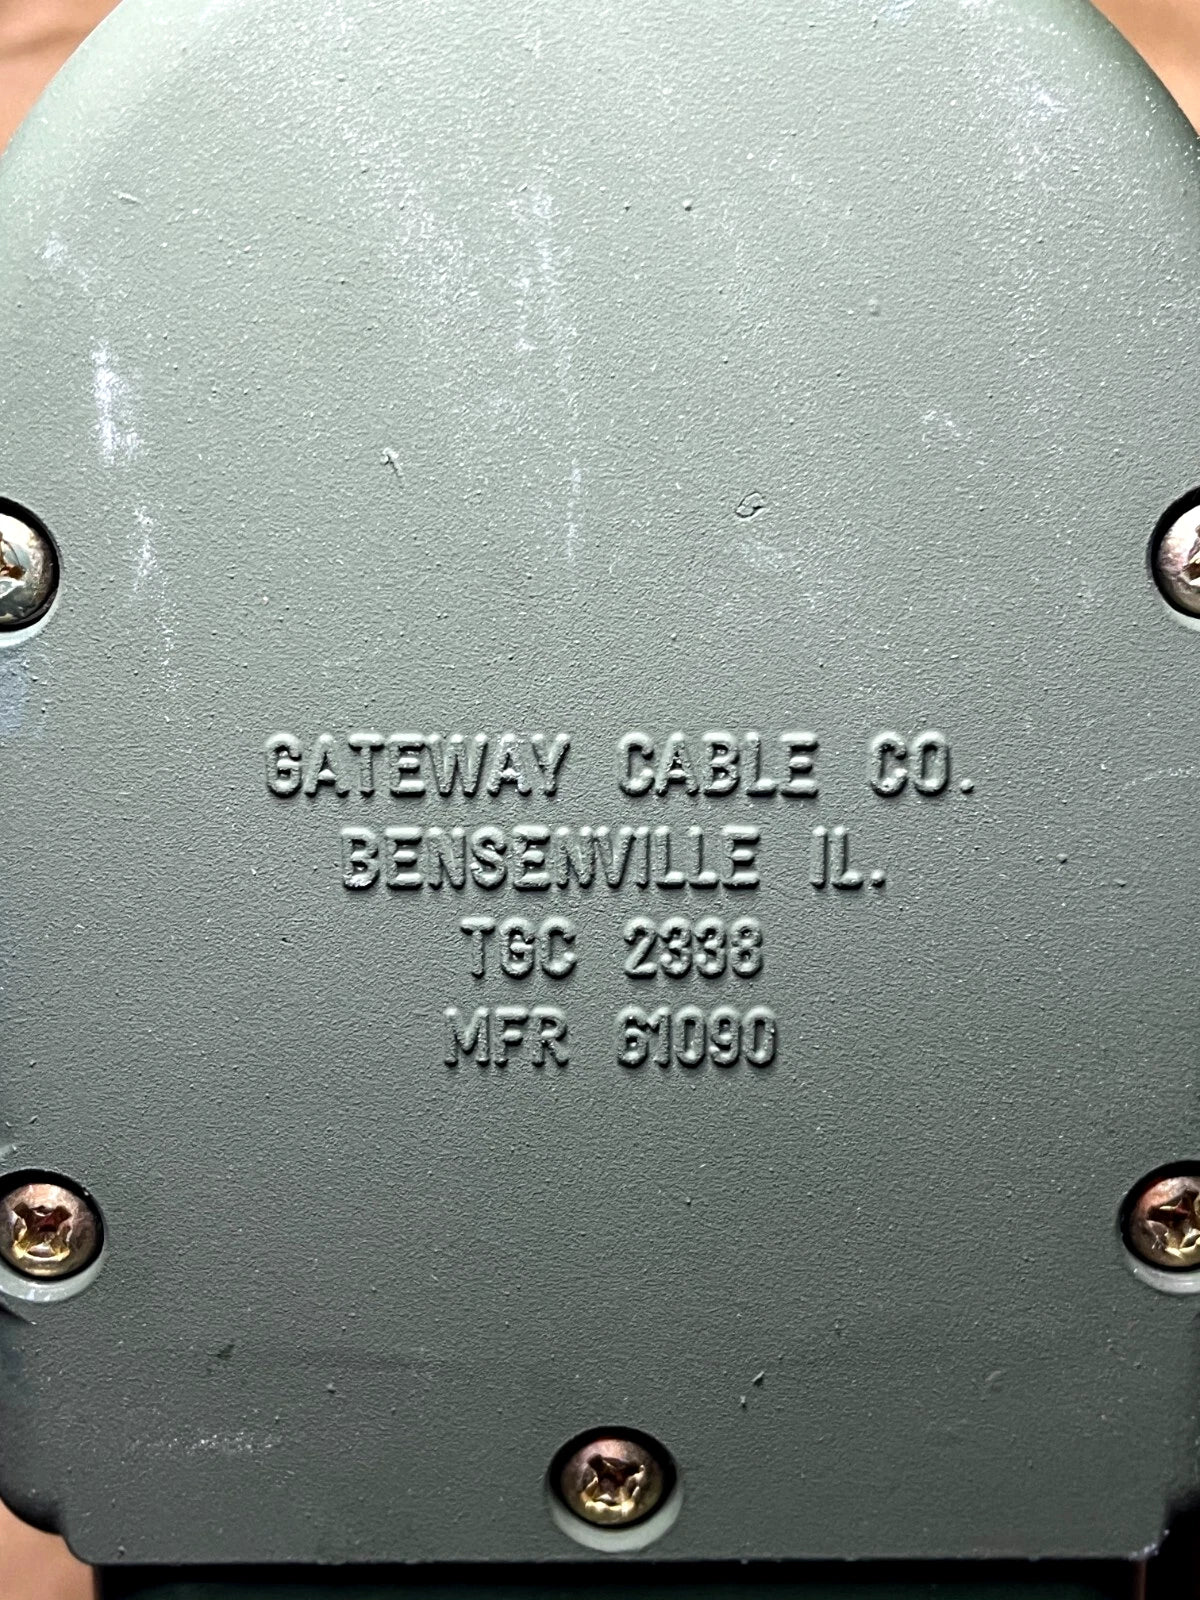 GATEWAY CABLE CO.
BENSENVILLE IL.
TGC 2338
MFR 61090